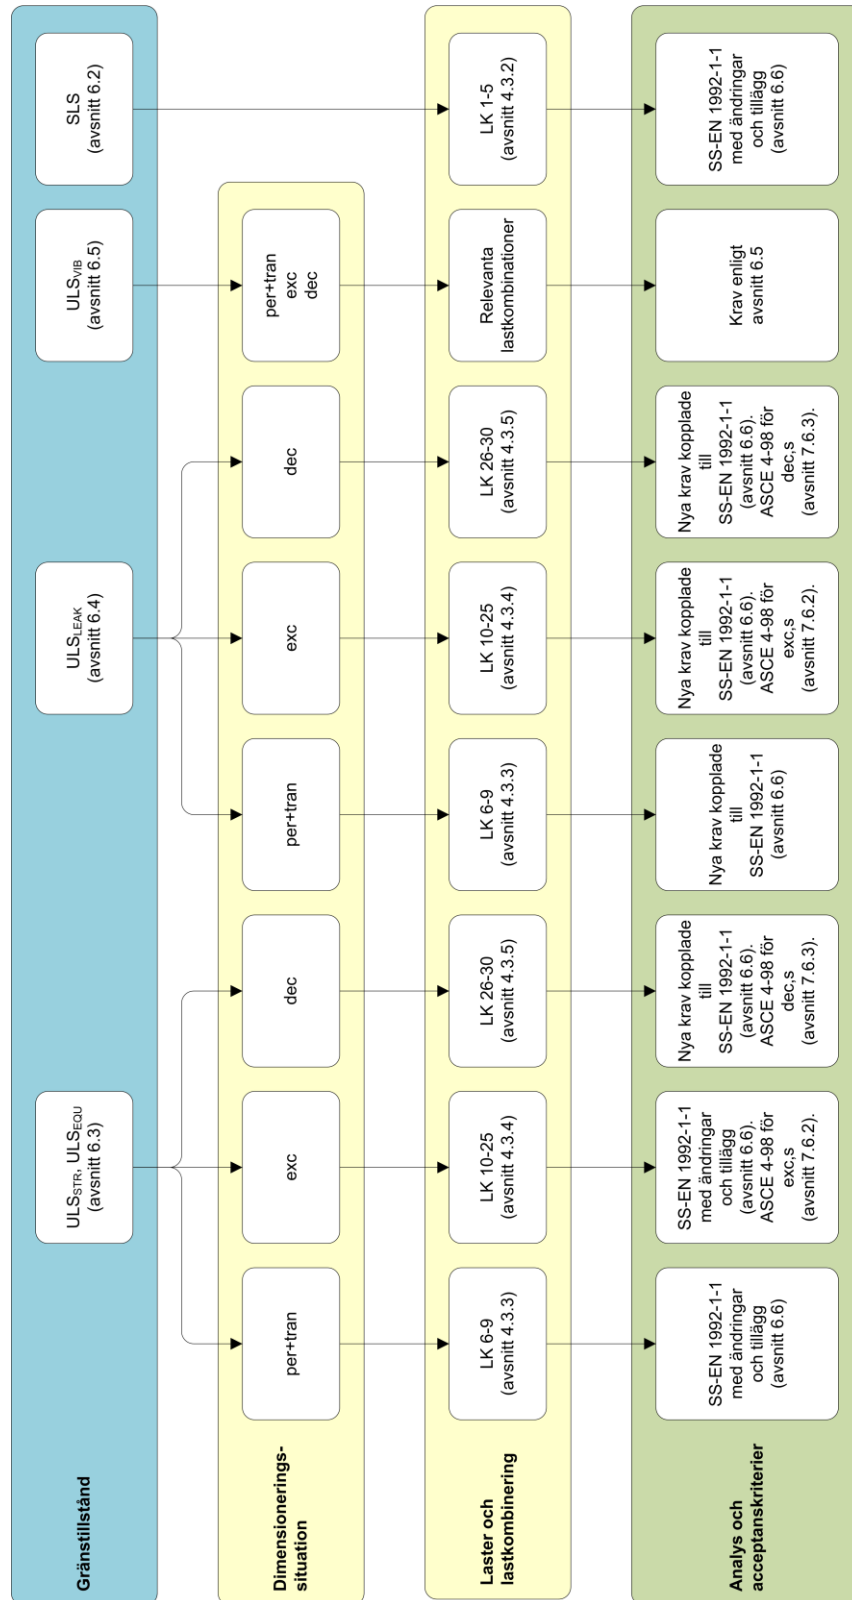 Gränstillstånd
ULSSTR, ULSEQU
(avsnitt 6.3)
ULSLEAK
(avsnitt 6.4)
ULSVIB
(avsnitt 6.5)
SLS
(avsnitt 6.2)
Dimensionerings-
situation
per+tran
exc
dec
per+tran
exc
dec
per+tran
exc
dec
Laster och
lastkombinering
LK 6-9
(avsnitt 4.3.3)
LK 10-25
(avsnitt 4.3.4)
LK 26-30
(avsnitt 4.3.5)
LK 6-9
(avsnitt 4.3.3)
LK 10-25
(avsnitt 4.3.4)
LK 26-30
(avsnitt 4.3.5)
Relevanta
lastkombinationer
LK 1-5
(avsnitt 4.3.2)
Analys och
acceptanskriterier
SS-EN 1992-1-1
med ändringar
och tillägg
(avsnitt 6.6)
SS-EN 1992-1-1
med ändringar
och tillägg
(avsnitt 6.6).
ASCE 4-98 för
exc,s
(avsnitt 7.6.2).
Nya krav kopplade
till
SS-EN 1992-1-1
(avsnitt 6.6).
ASCE 4-98 för
dec,s
(avsnitt 7.6.3).
Nya krav kopplade
till
SS-EN 1992-1-1
(avsnitt 6.6)
Nya krav kopplade
till
SS-EN 1992-1-1
(avsnitt 6.6).
ASCE 4-98 för
exc,s
(avsnitt 7.6.2).
Nya krav kopplade
till
SS-EN 1992-1-1
(avsnitt 6.6).
ASCE 4-98 för
dec,s
(avsnitt 7.6.3).
Krav enligt
avsnitt 6.5
SS-EN 1992-1-1
med ändringar
och tillägg
(avsnitt 6.6)